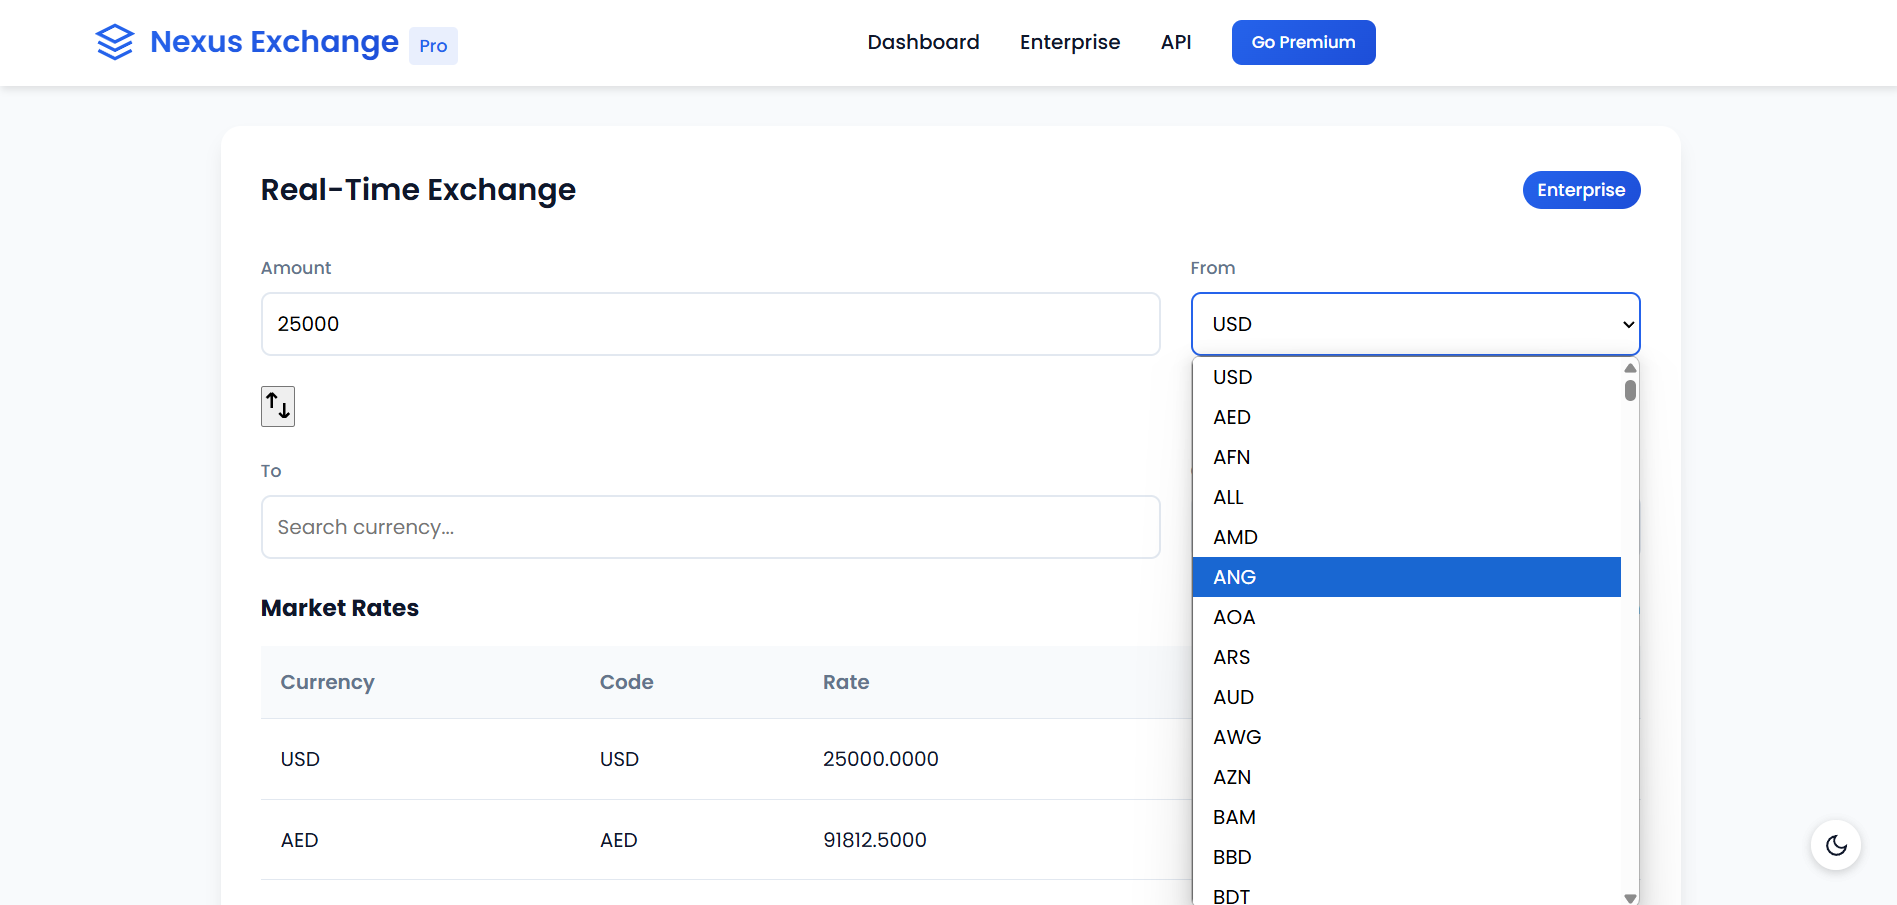 Nexus Exchange Pro
Dashboard Enterprise API Go Premium
Real-Time Exchange
Enterprise
Amount
25000
From
USD
USD
AED
AFN
ALL
AMD
ANG
AOA
ARS
AUD
AWG
AZN
BAM
BBD
BDT
To
Search currency...
Market Rates
Currency Code Rate
USD USD 25000.0000
AED AED 91812.5000